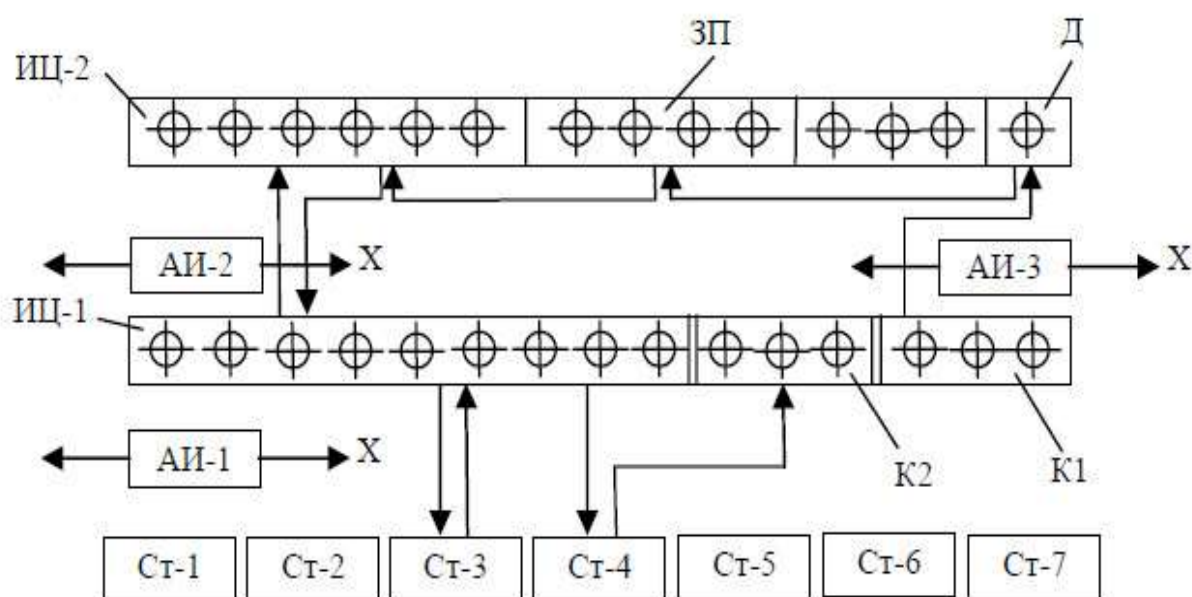 ЗП
Д
ИЦ-2
АИ-2
Х
АИ-3
Х
ИЦ-1
АИ-1
Х
К2
К1
Ст-1
Ст-2
Ст-3
Ст-4
Ст-5
Ст-6
Ст-7